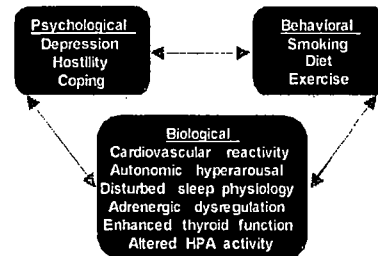 Psychological
Depression
Hostility
Coping
Behavioral
Smoking
Diet
Exercise
Biological
Cardiovascular reactivity
Autonomic hyperarousal
Disturbed sleep physiology
Adrenergic dysregulation
Enhanced thyroid function
Altered HPA activity